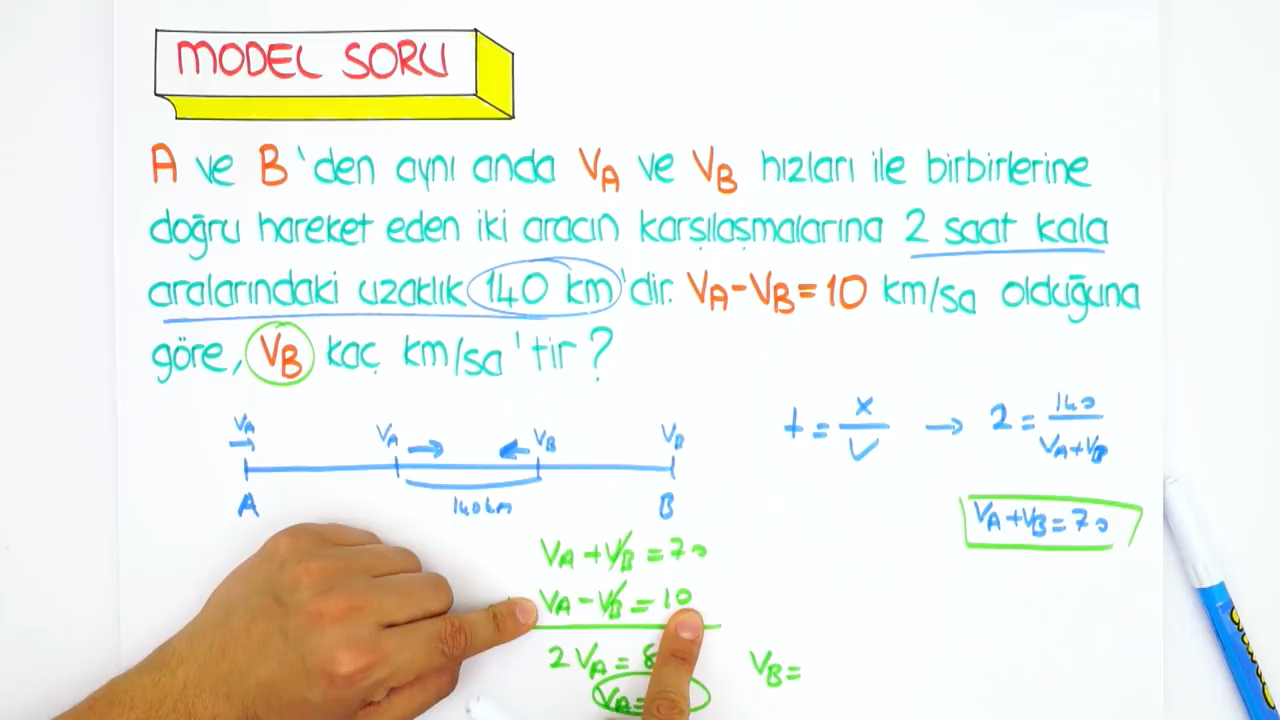 MODEL SORU
A ve B'den aynı anda VA ve VB hızları ile birbirlerine
doğru hareket eden iki aracın karşılaşmalarına 2 saat kala
aralarındaki uzaklık 140 km'dir. VA-VB=10 km/sa olduğuna
göre, VB kaç km/sa'tir?
VA VA VB VB
A 140km B
t = x/V → 2 = 140/VA+VB
VA+VB=70
VA+VB=70
VA-VB=10
2VA=8
VA=
VB=